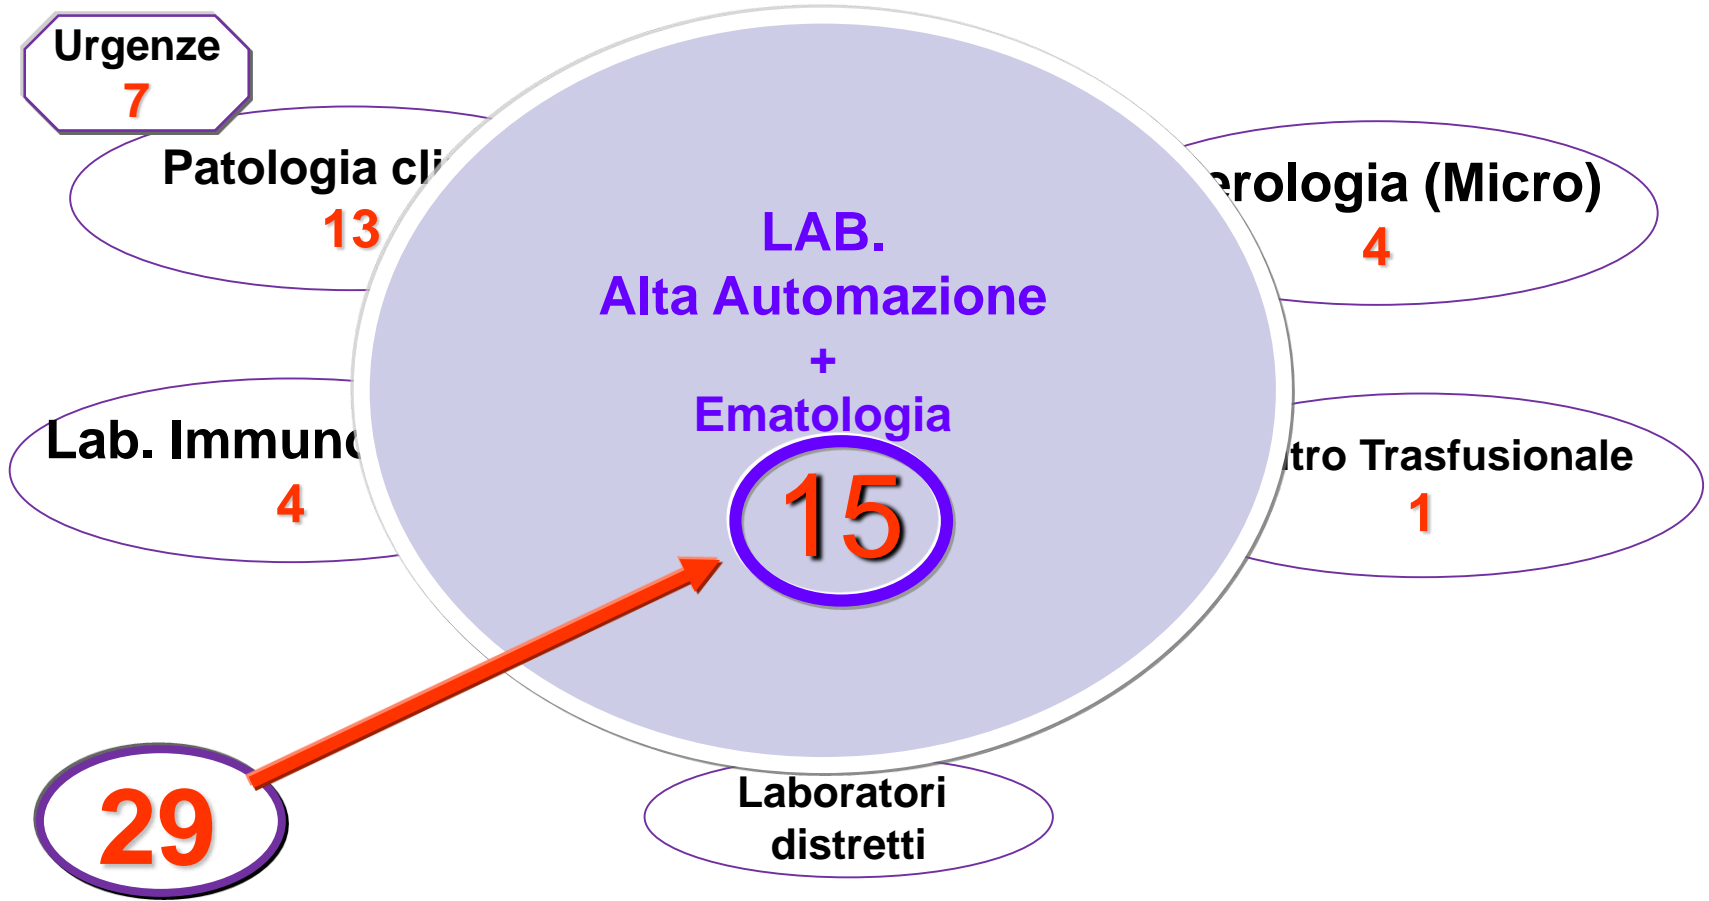 Urgenze
7
Patologia cli
13
erologia (Micro)
4
LAB.
Alta Automazione
+
Ematologia
15
Lab. Immuno
4
tro Trasfusionale
1
29
Laboratori
distretti